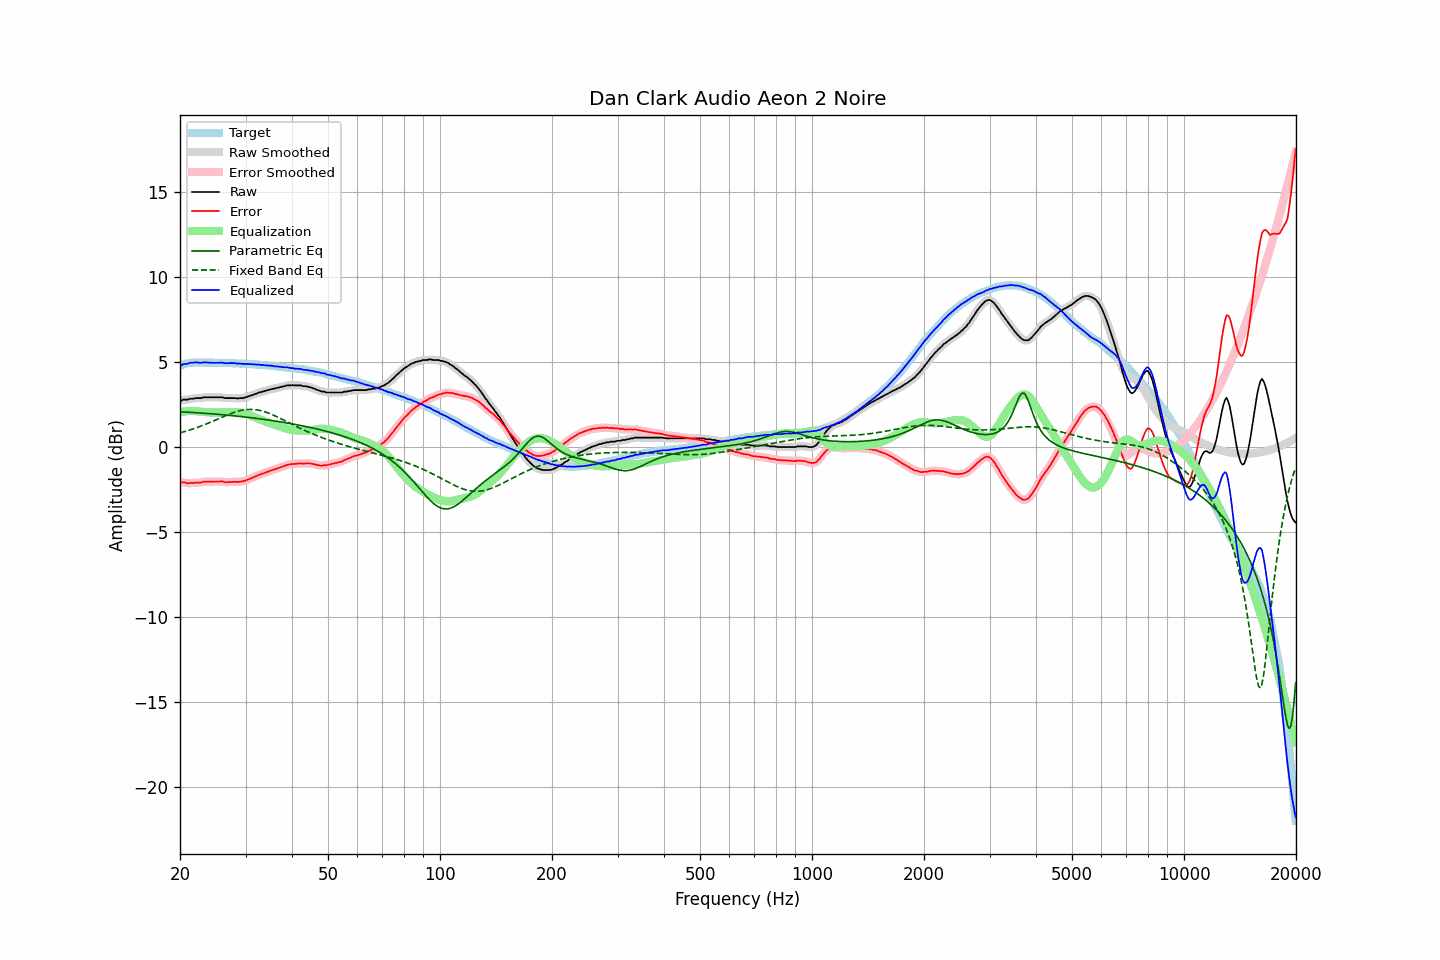 Dan Clark Audio Aeon 2 Noire
Target
Raw Smoothed
Error Smoothed
Raw
Error
Equalization
Parametric Eq
Fixed Band Eq
Equalized
Amplitude (dBr)
15
10
5
0
−5
−10
−15
−20
20
50
100
200
500
1000
2000
5000
10000
20000
Frequency (Hz)